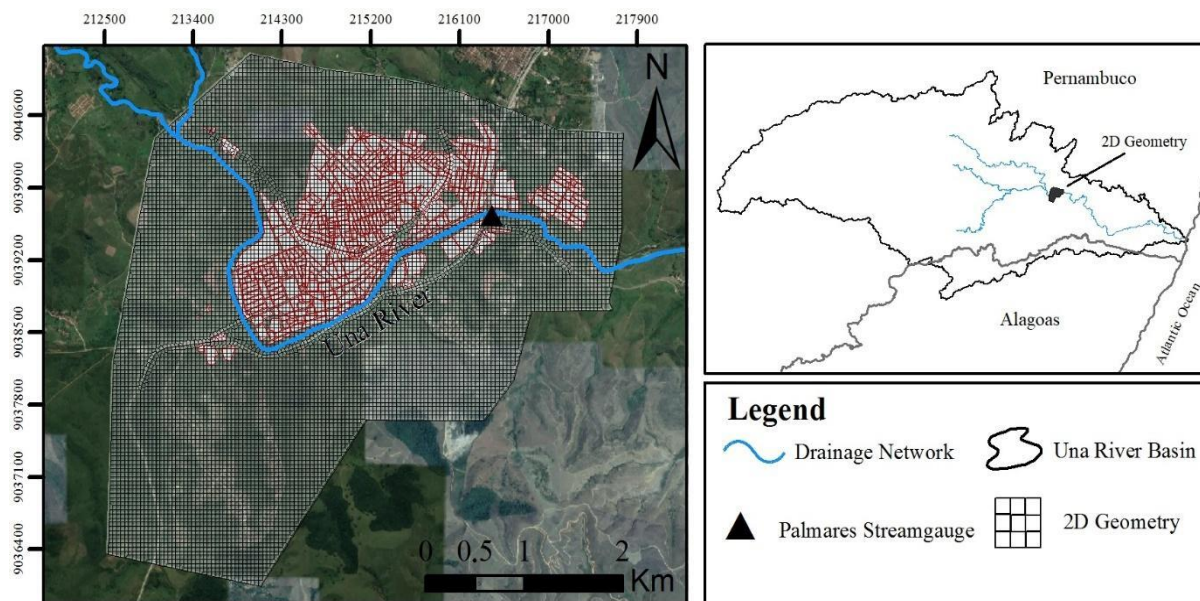 212500 213400 214300 215200 216100 217000 217900
9040600
9039900
9039200
9038500
9037800
9037100
9036400
N
Una River
0 0.5 1 2
Km
Pernambuco
2D Geometry
Alagoas
Atlantic Ocean
Legend
Drainage Network
Una River Basin
Palmares Streamgauge
2D Geometry